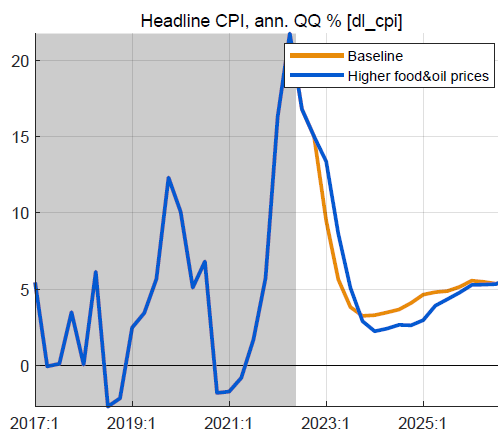 Headline CPI, ann. QQ % [dl_cpi]
Baseline
Higher food&oil prices
20
15
10
5
0
2017:1 2019:1 2021:1 2023:1 2025:1